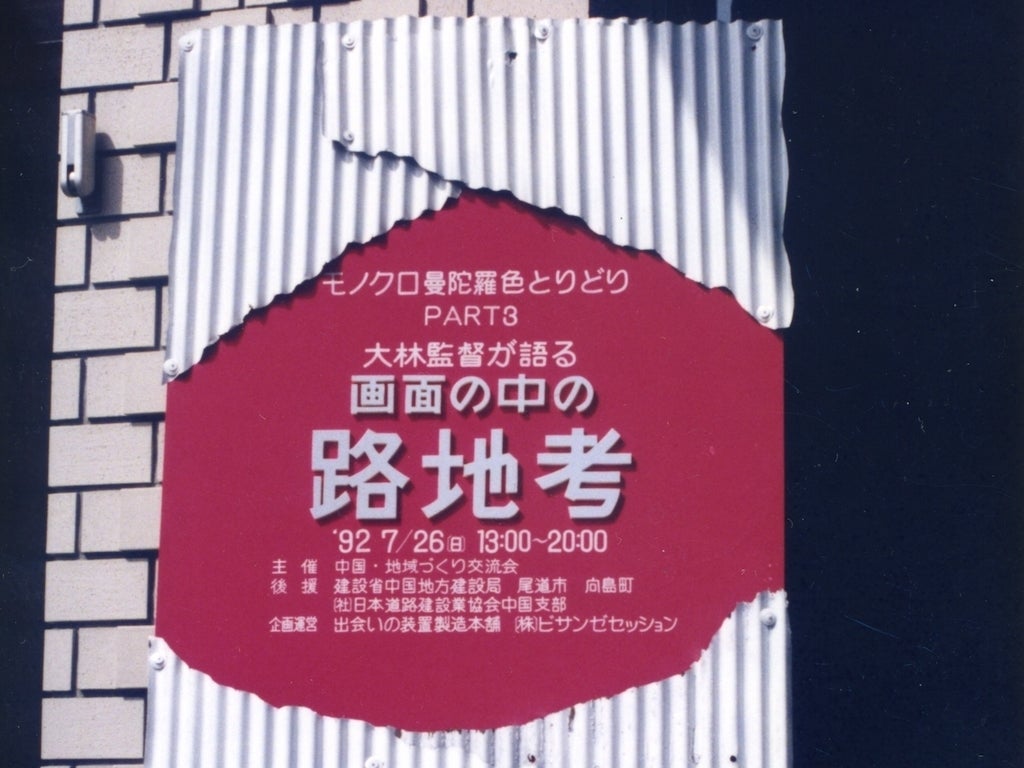 モノクロ曼陀羅色とりどり
PART3
大林監督が語る
画面の中の
路地考
'92 7/26㊐ 13:00~20:00
主 催 中国・地域づくり交流会
後 援 建設省中国地方建設局 尾道市 向島町
㈳日本道路建設業協会中国支部
企画運営 出会いの装置製造本舗 ㈱ビサンゼセッション